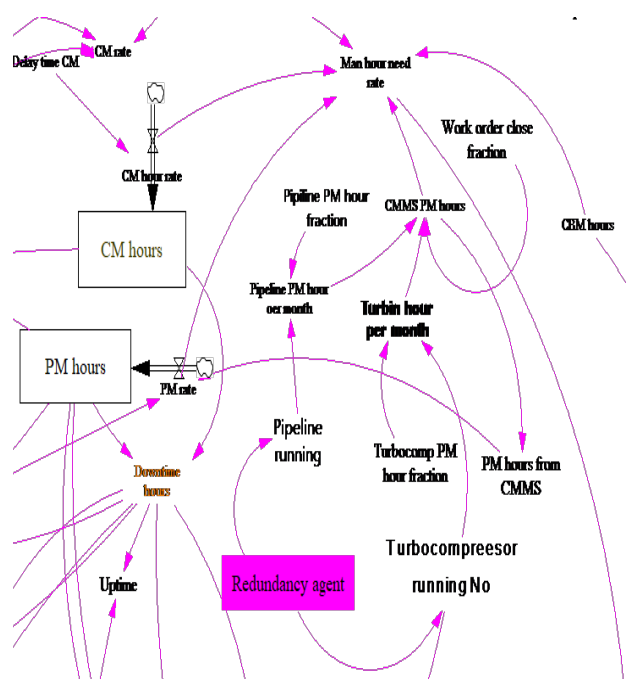 CM rate
Delay time CM
Man hour need
rate
Work order close
fraction
CM hour rate
Pipiline PM hour
fraction
CMMS PM hours
CBM hours
CM hours
Pipeline PM hour
per month
Turbin hour
per month
PM hours
PM rate
Pipeline
running
Turbocomp PM
hour fraction
PM hours from
CMMS
Downtime
hours
Turbocompreesor
running No
Uptime
Redundancy agent